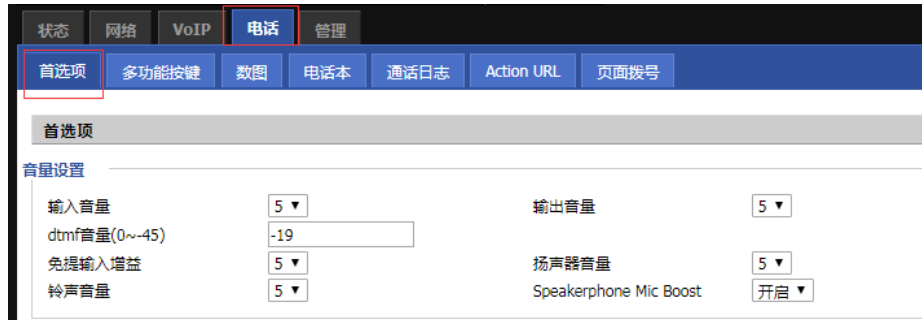 状态 网络 VoIP 电话 管理
首选项 多功能按键 数图 电话本 通话日志 Action URL 页面拨号
首选项
音量设置
输入音量 5 输出音量 5
dtmf音量(0~-45) -19
免提输入增益 5 扬声器音量 5
铃声音量 5 Speakerphone Mic Boost 开启